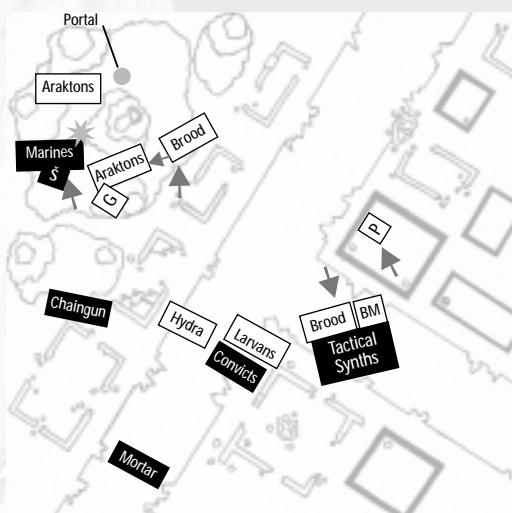 Portal
Araktons
Brood
Marines
Š
Araktons
G
P
Chaingun
Hydra
Larvans
Convicts
Brood
BM
Tactical
Synths
Mortar